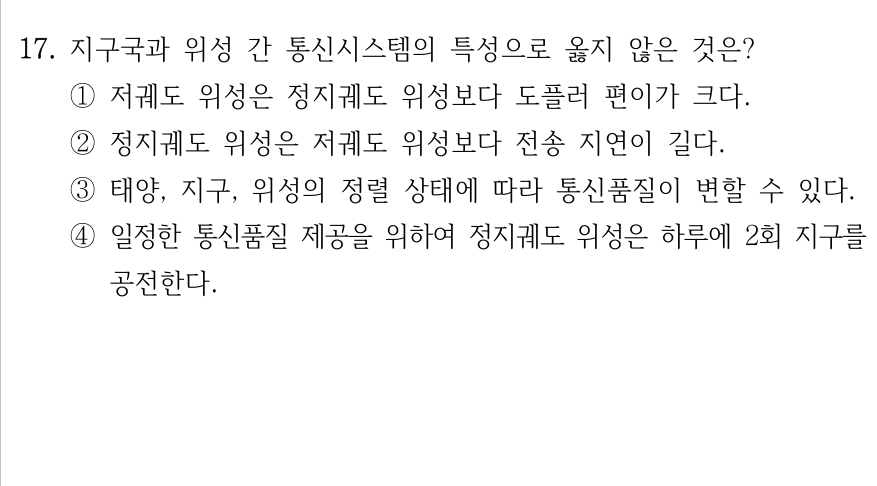 17. 지구국과 위성 간 통신시스템의 특성으로 옳지 않은 것은?
① 저궤도 위성은 정지궤도 위성보다 도플러 편이가 크다.
② 정지궤도 위성은 저궤도 위성보다 전송 지연이 길다.
③ 태양, 지구, 위성의 정렬 상태에 따라 통신품질이 변할 수 있다.
④ 일정한 통신품질 제공을 위하여 정지궤도 위성은 하루에 2회 지구를
공전한다.